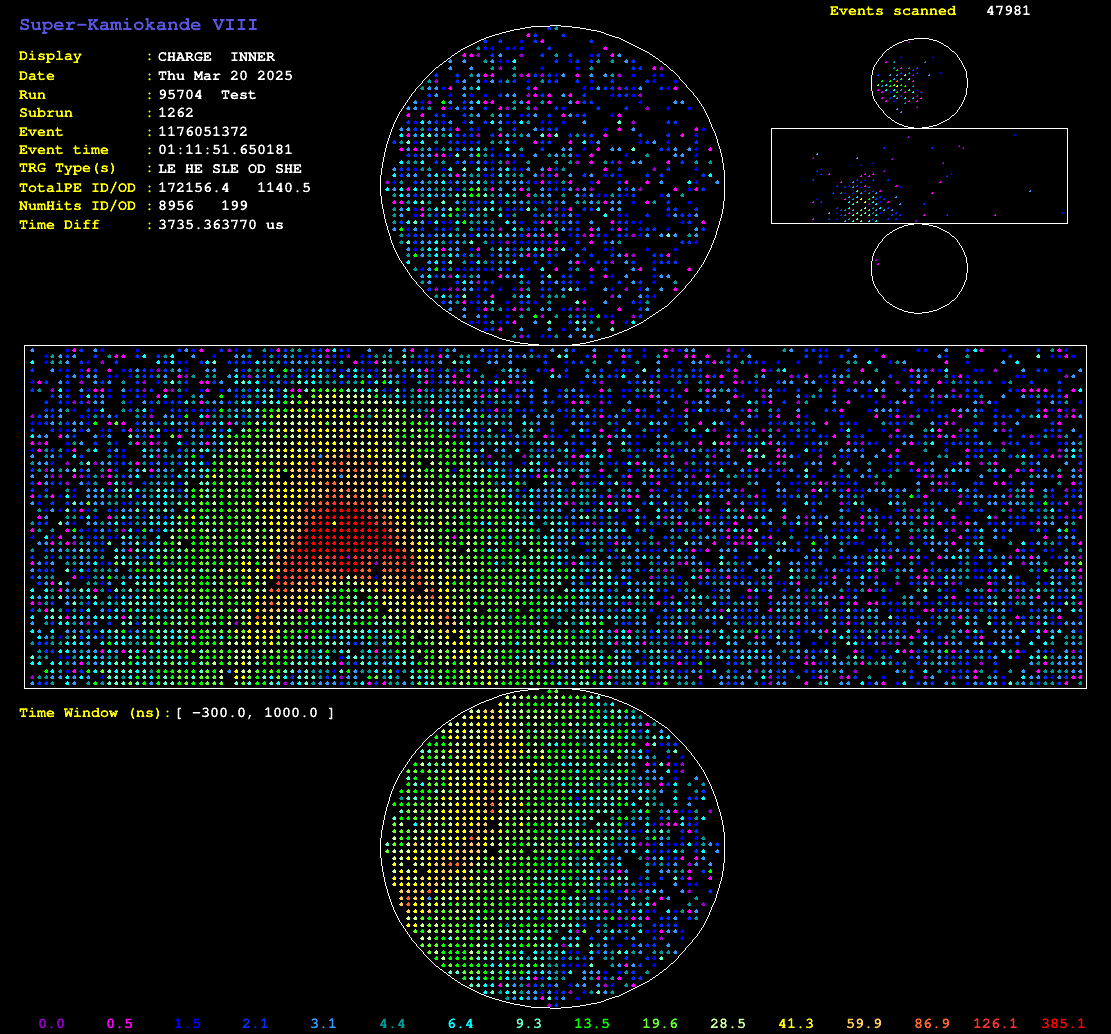 Super-Kamiokande VIII
Events scanned 47981
Display : CHARGE INNER
Date : Thu Mar 20 2025
Run : 95704 Test
Subrun : 1262
Event : 1176051372
Event time : 01:11:51.650181
TRG Type(s) : LE HE SLE OD SHE
TotalPE ID/OD : 172156.4 1140.5
NumHits ID/OD : 8956 199
Time Diff : 3735.363770 us
Time Window (ns): [ -300.0, 1000.0 ]
0.0 0.5 1.5 2.1 3.1 4.4 6.4 9.3 13.5 19.6 28.5 41.3 59.9 86.9 126.1 385.1